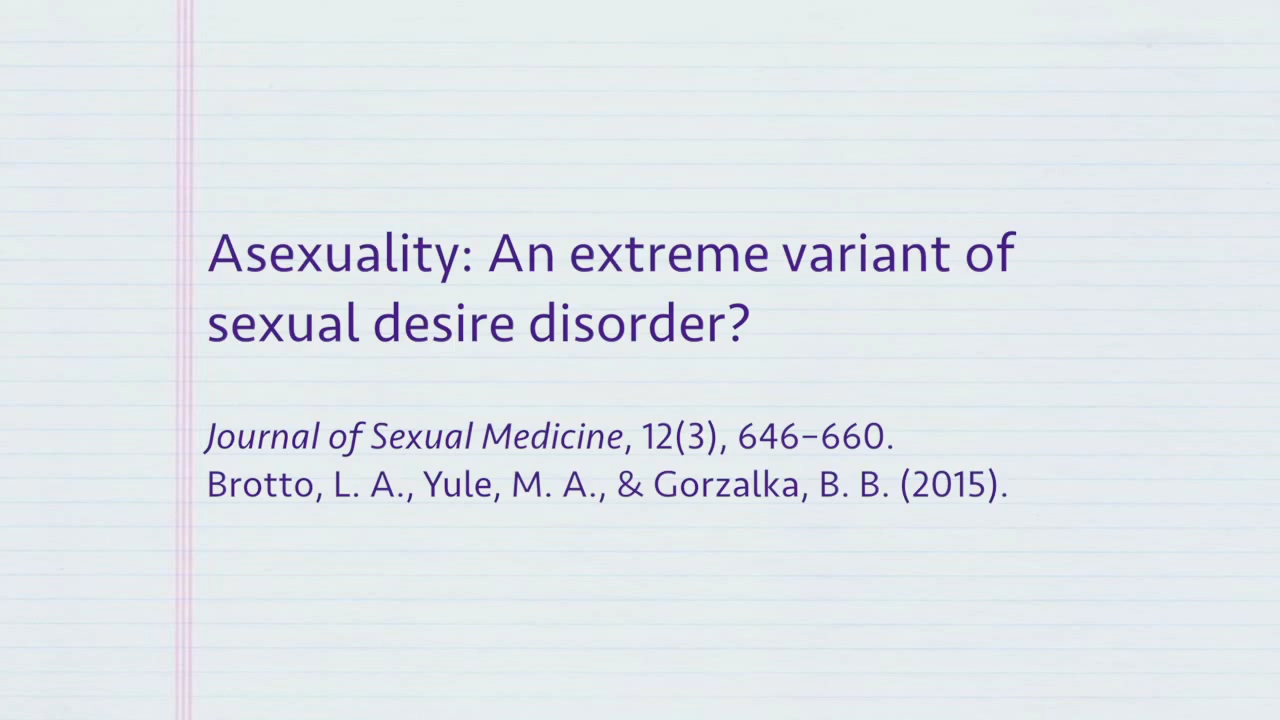 Asexuality: An extreme variant of
sexual desire disorder?
Journal of Sexual Medicine, 12(3), 646–660.
Brotto, L. A., Yule, M. A., & Gorzalka, B. B. (2015).